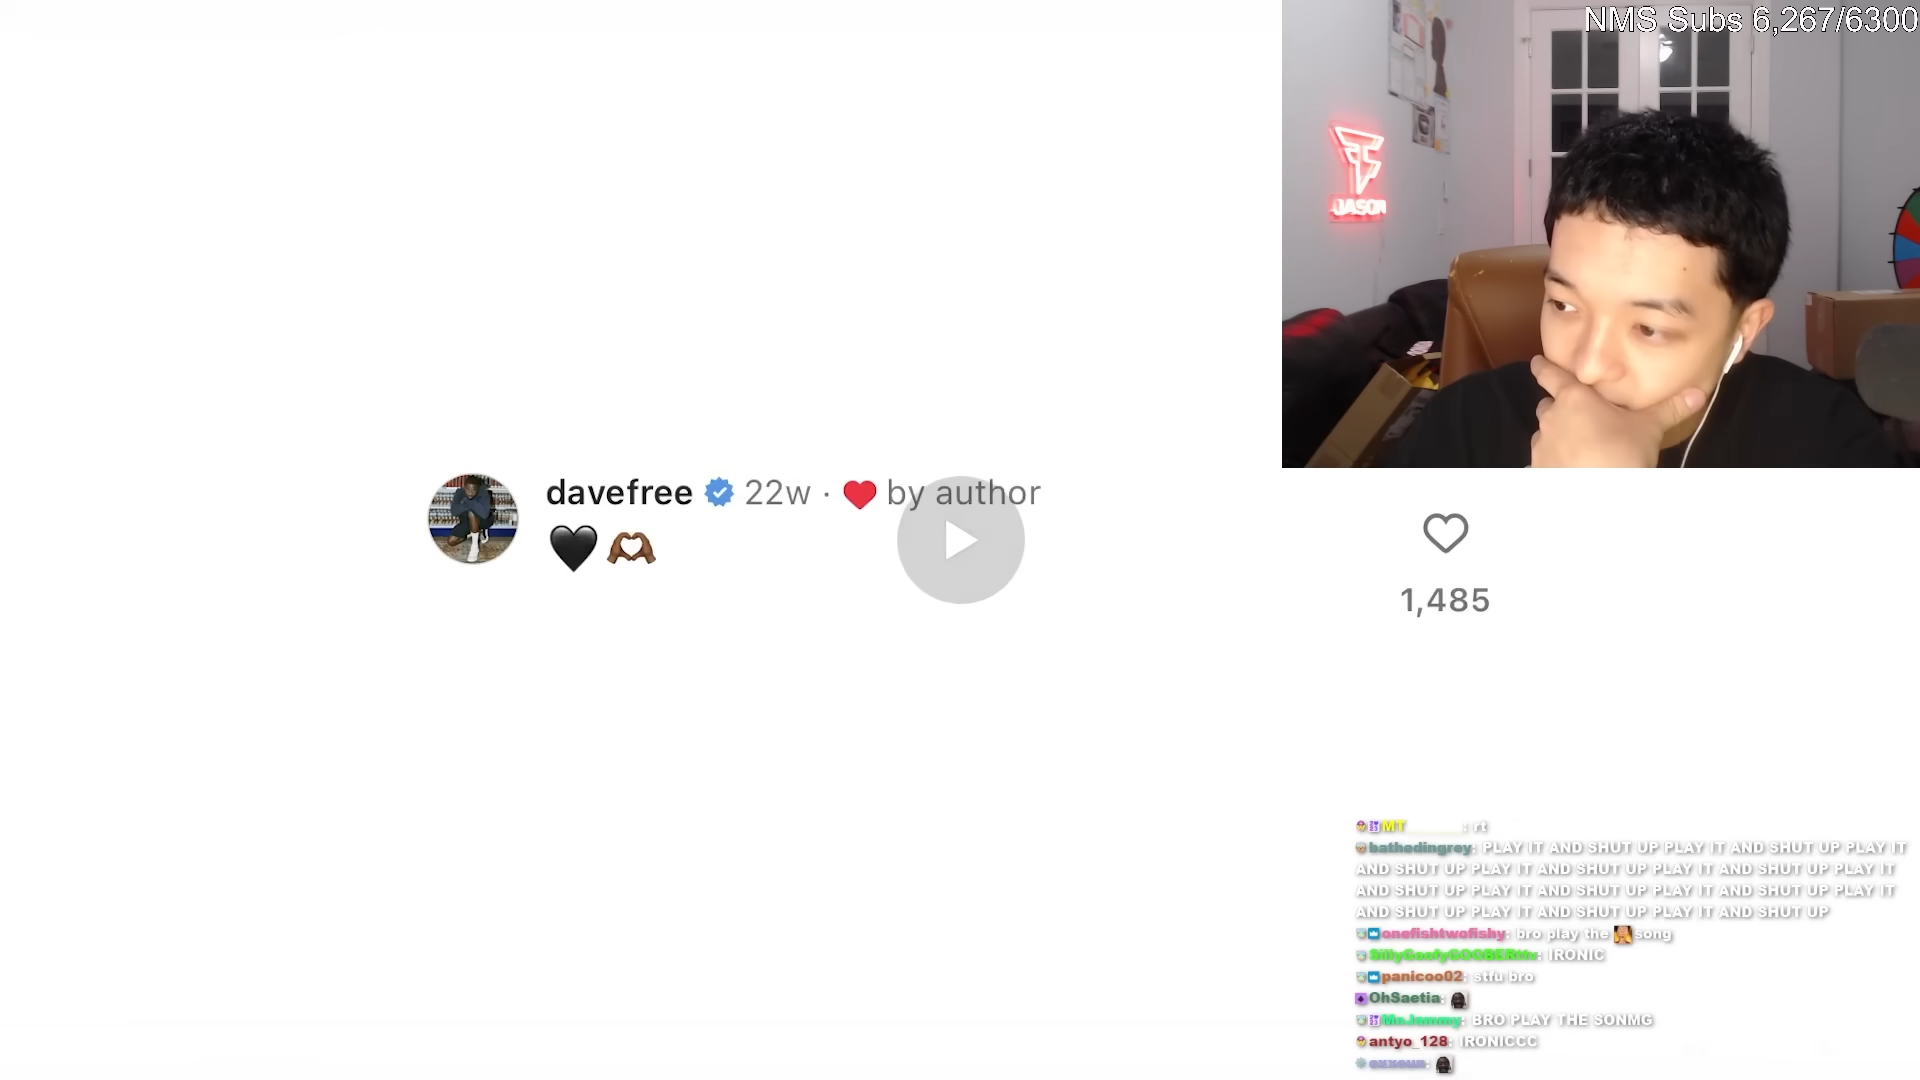 NMS Subs 6,267/6300
JASON
davefree 22w · ❤️ by author
🖤 🫶🏾
1,485
MT______: rt
bathedingrey: PLAY IT AND SHUT UP PLAY IT AND SHUT UP PLAY IT
AND SHUT UP PLAY IT AND SHUT UP PLAY IT AND SHUT UP PLAY IT
AND SHUT UP PLAY IT AND SHUT UP PLAY IT AND SHUT UP PLAY IT
AND SHUT UP PLAY IT AND SHUT UP PLAY IT AND SHUT UP
onefishtwofishy: bro play the song
SillyGoofyGOOBERttv: IRONIC
panicoo02: stfu bro
OhSaetia:
BRO PLAY THE SONMG
antyo_128: IRONICCC